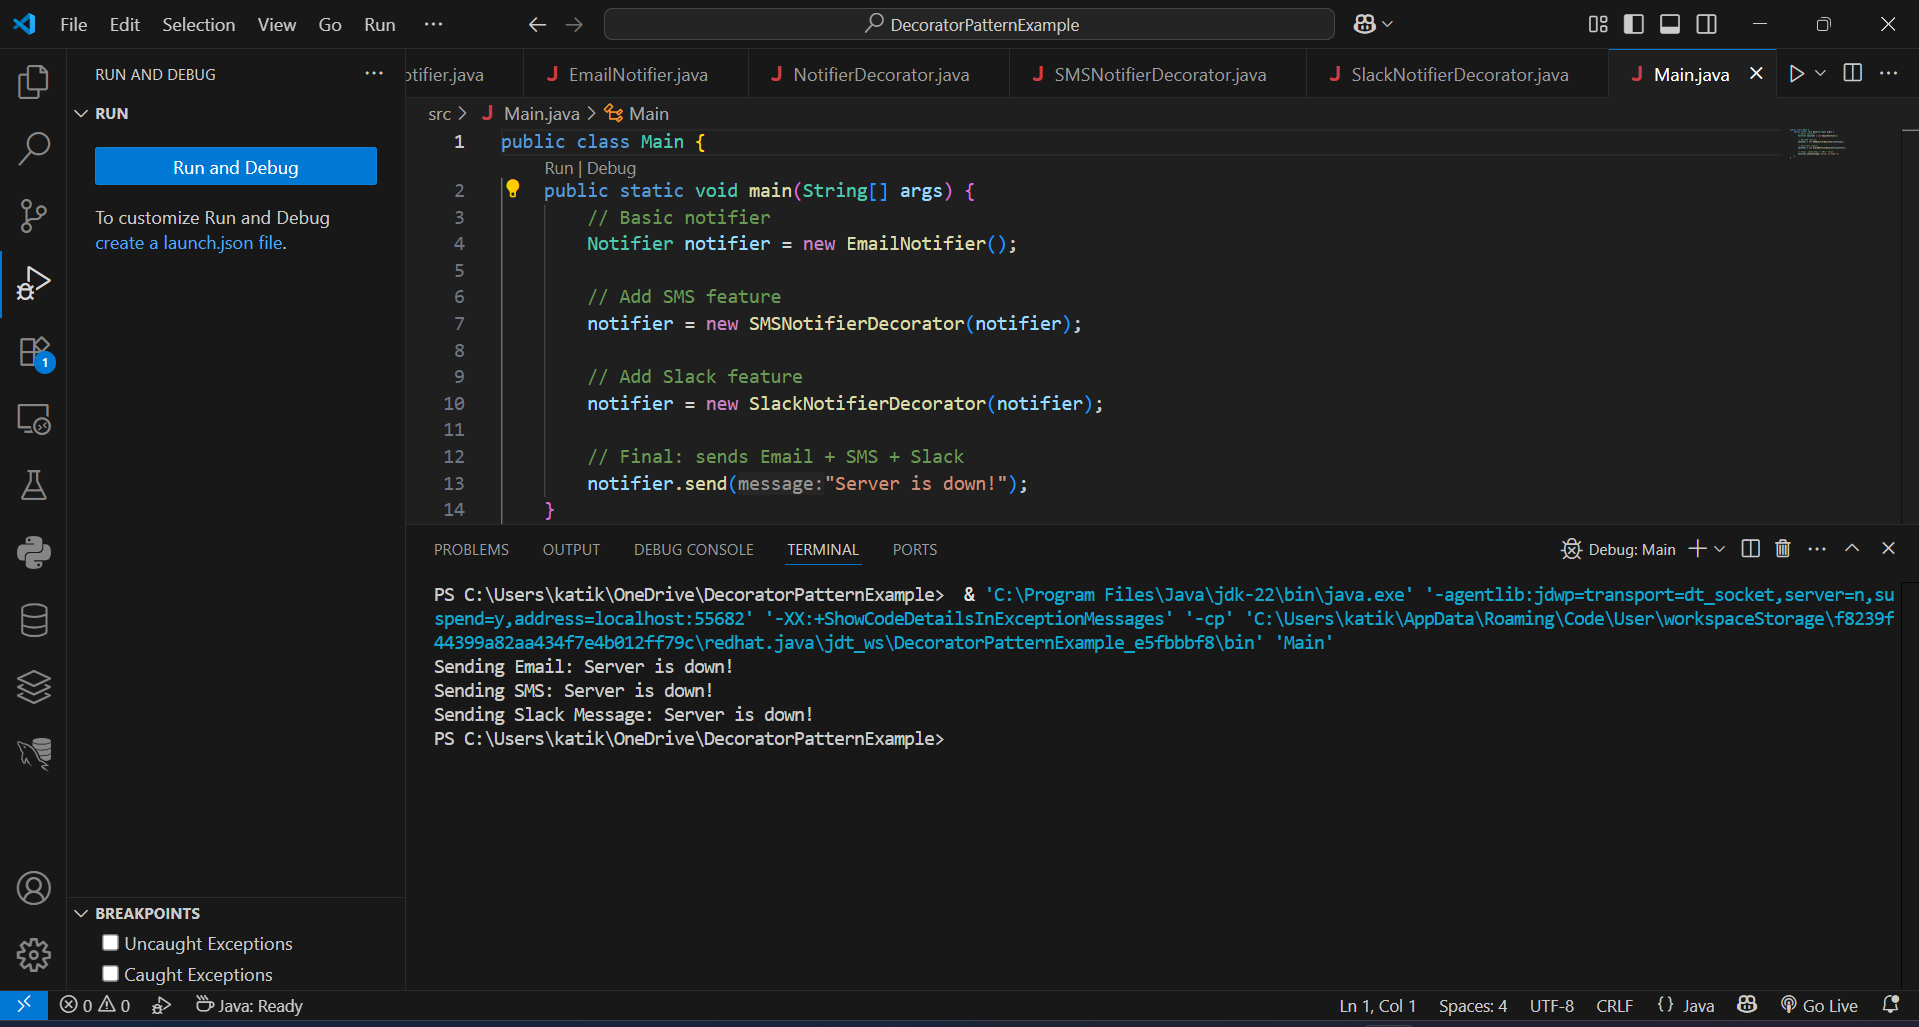 File Edit Selection View Go Run ··· DecoratorPatternExample
RUN AND DEBUG ···
RUN
Run and Debug
To customize Run and Debug
create a launch.json file.
otifier.java EmailNotifier.java NotifierDecorator.java SMSNotifierDecorator.java SlackNotifierDecorator.java Main.java
src > Main.java > Main
1 public class Main {
Run | Debug
2 public static void main(String[] args) {
3 // Basic notifier
4 Notifier notifier = new EmailNotifier();
5
6 // Add SMS feature
7 notifier = new SMSNotifierDecorator(notifier);
8
9 // Add Slack feature
10 notifier = new SlackNotifierDecorator(notifier);
11
12 // Final: sends Email + SMS + Slack
13 notifier.send(message:"Server is down!");
14 }
PROBLEMS OUTPUT DEBUG CONSOLE TERMINAL PORTS Debug: Main
PS C:\Users\katik\OneDrive\DecoratorPatternExample> & 'C:\Program Files\Java\jdk-22\bin\java.exe' '-agentlib:jdwp=transport=dt_socket,server=n,su
spend=y,address=localhost:55682' '-XX:+ShowCodeDetailsInExceptionMessages' '-cp' 'C:\Users\katik\AppData\Roaming\Code\User\workspaceStorage\f8239f
44399a82aa434f7e4b012ff79c\redhat.java\jdt_ws\DecoratorPatternExample_e5fbbbf8\bin' 'Main'
Sending Email: Server is down!
Sending SMS: Server is down!
Sending Slack Message: Server is down!
PS C:\Users\katik\OneDrive\DecoratorPatternExample>
1
BREAKPOINTS
Uncaught Exceptions
Caught Exceptions
0 0 Java: Ready Ln 1, Col 1 Spaces: 4 UTF-8 CRLF {} Java Go Live